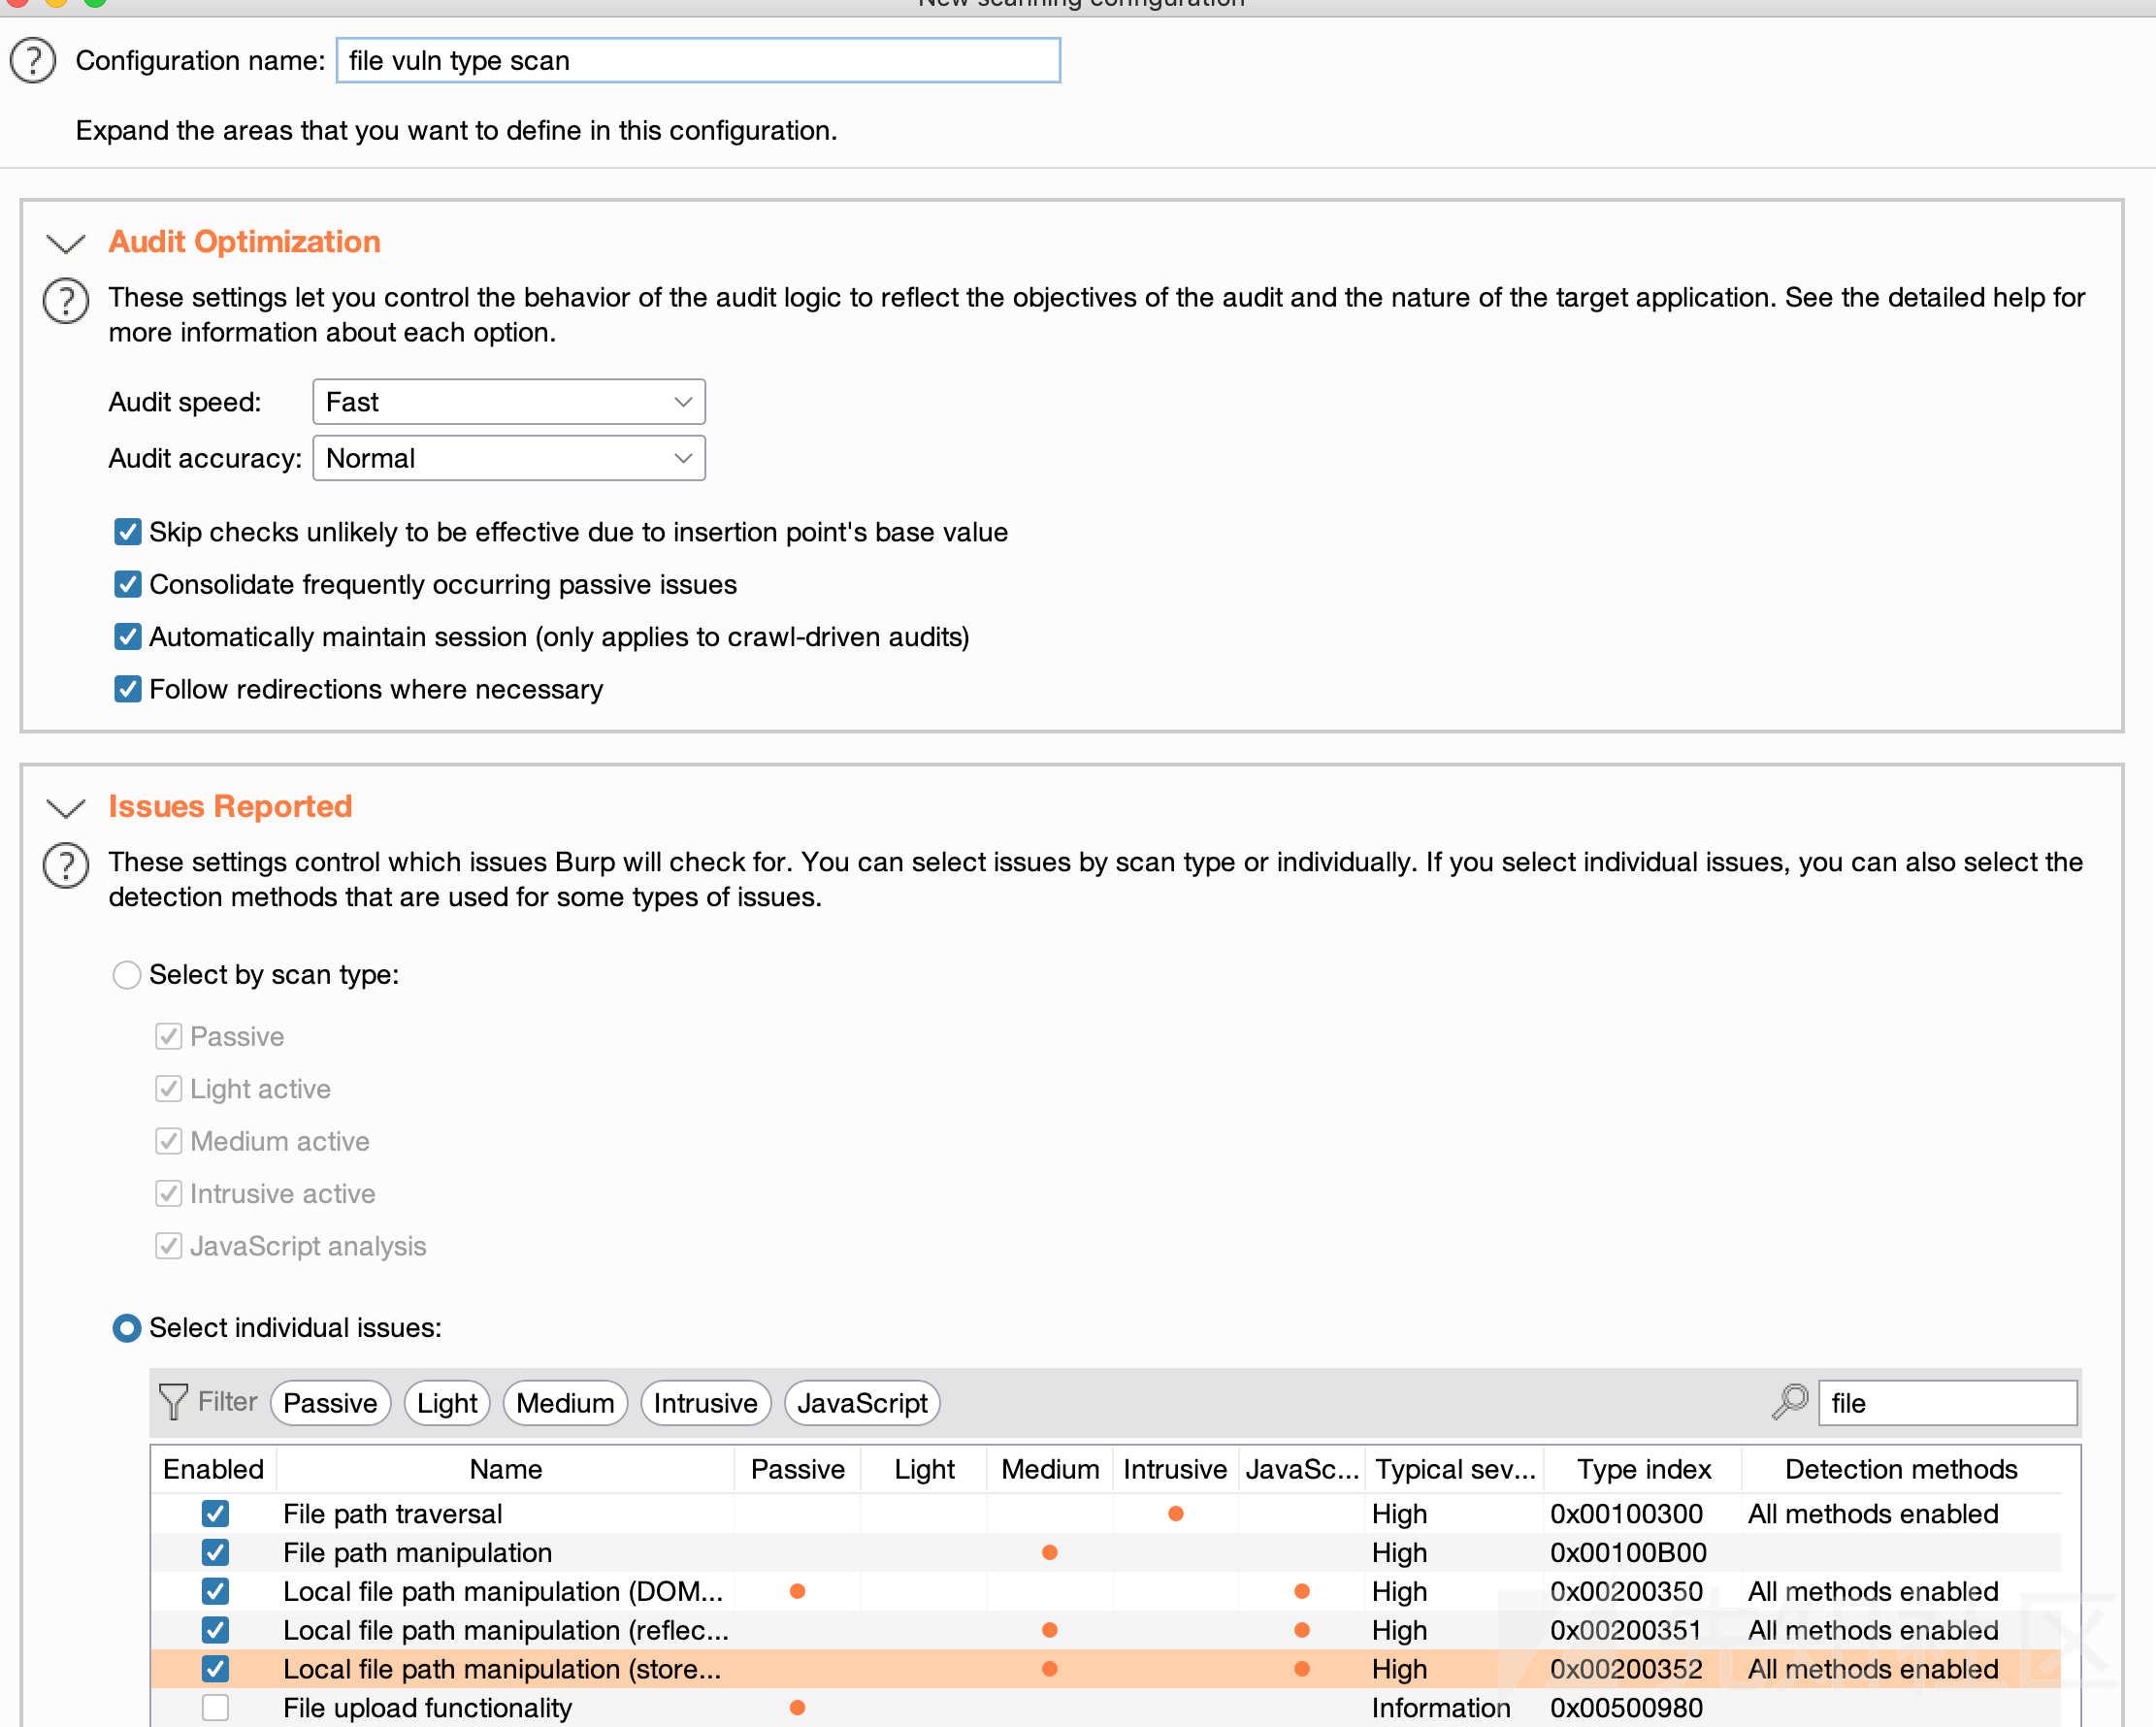 New scanning configuration
Configuration name: file vuln type scan
Expand the areas that you want to define in this configuration.
Audit Optimization
These settings let you control the behavior of the audit logic to reflect the objectives of the audit and the nature of the target application. See the detailed help for
more information about each option.
Audit speed: Fast
Audit accuracy: Normal
Skip checks unlikely to be effective due to insertion point's base value
Consolidate frequently occurring passive issues
Automatically maintain session (only applies to crawl-driven audits)
Follow redirections where necessary
Issues Reported
These settings control which issues Burp will check for. You can select issues by scan type or individually. If you select individual issues, you can also select the
detection methods that are used for some types of issues.
Select by scan type:
Passive
Light active
Medium active
Intrusive active
JavaScript analysis
Select individual issues:
Filter Passive Light Medium Intrusive JavaScript file
Enabled Name Passive Light Medium Intrusive JavaSc... Typical sev... Type index Detection methods
File path traversal High 0x00100300 All methods enabled
File path manipulation High 0x00100B00
Local file path manipulation (DOM... High 0x00200350 All methods enabled
Local file path manipulation (reflec... High 0x00200351 All methods enabled
Local file path manipulation (store... High 0x00200352 All methods enabled
File upload functionality Information 0x00500980
先知社区